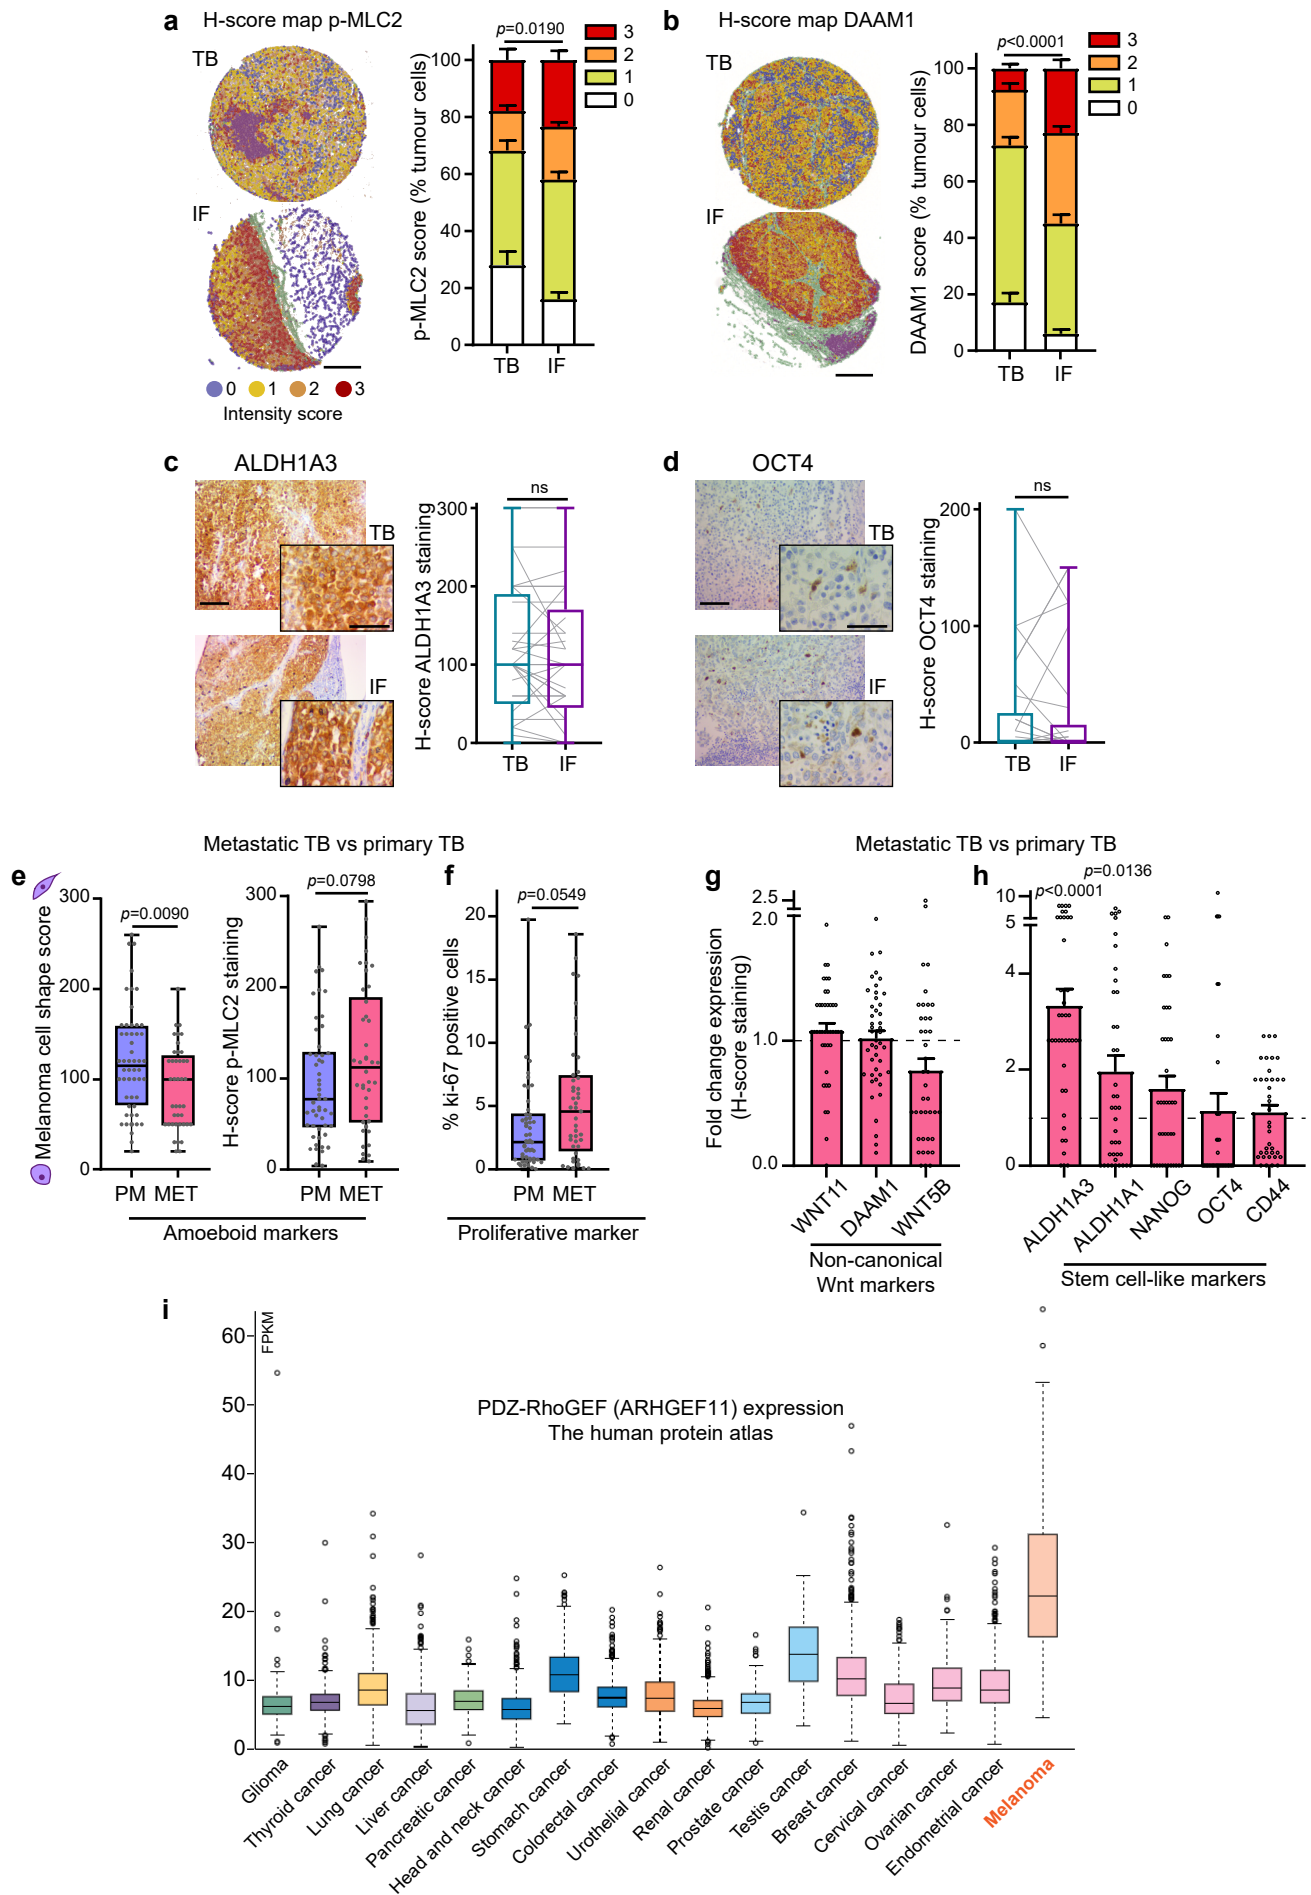 a H-score map p-MLC2
TB
IF
0 1 2 3
Intensity score
p-MLC2 score (% tumour cells)
p=0.0190
100
80
60
40
20
0
TB IF
3
2
1
0
b H-score map DAAM1
TB
IF
DAAM1 score (% tumour cells)
p<0.0001
100
80
60
40
20
0
TB IF
3
2
1
0
c ALDH1A3
TB
IF
H-score ALDH1A3 staining
ns
300
200
100
0
TB IF
d OCT4
TB
IF
H-score OCT4 staining
ns
200
100
0
TB IF
Metastatic TB vs primary TB
e
Melanoma cell shape score
p=0.0090
300
200
100
0
PM MET
H-score p-MLC2 staining
p=0.0798
300
200
100
0
PM MET
Amoeboid markers
f
% ki-67 positive cells
p=0.0549
20
15
10
5
0
PM MET
Proliferative marker
Metastatic TB vs primary TB
g
Fold change expression
(H-score staining)
2.5
2.0
1.0
0.0
WNT11
DAAM1
WNT5B
Non-canonical
Wnt markers
h
p=0.0136
p<0.0001
10
5
4
2
0
ALDH1A3
ALDH1A1
NANOG
OCT4
CD44
Stem cell-like markers
i
FPKM
60
50
40
30
20
10
0
PDZ-RhoGEF (ARHGEF11) expression
The human protein atlas
Glioma
Thyroid cancer
Lung cancer
Liver cancer
Pancreatic cancer
Head and neck cancer
Stomach cancer
Colorectal cancer
Urothelial cancer
Renal cancer
Prostate cancer
Testis cancer
Breast cancer
Cervical cancer
Ovarian cancer
Endometrial cancer
Melanoma